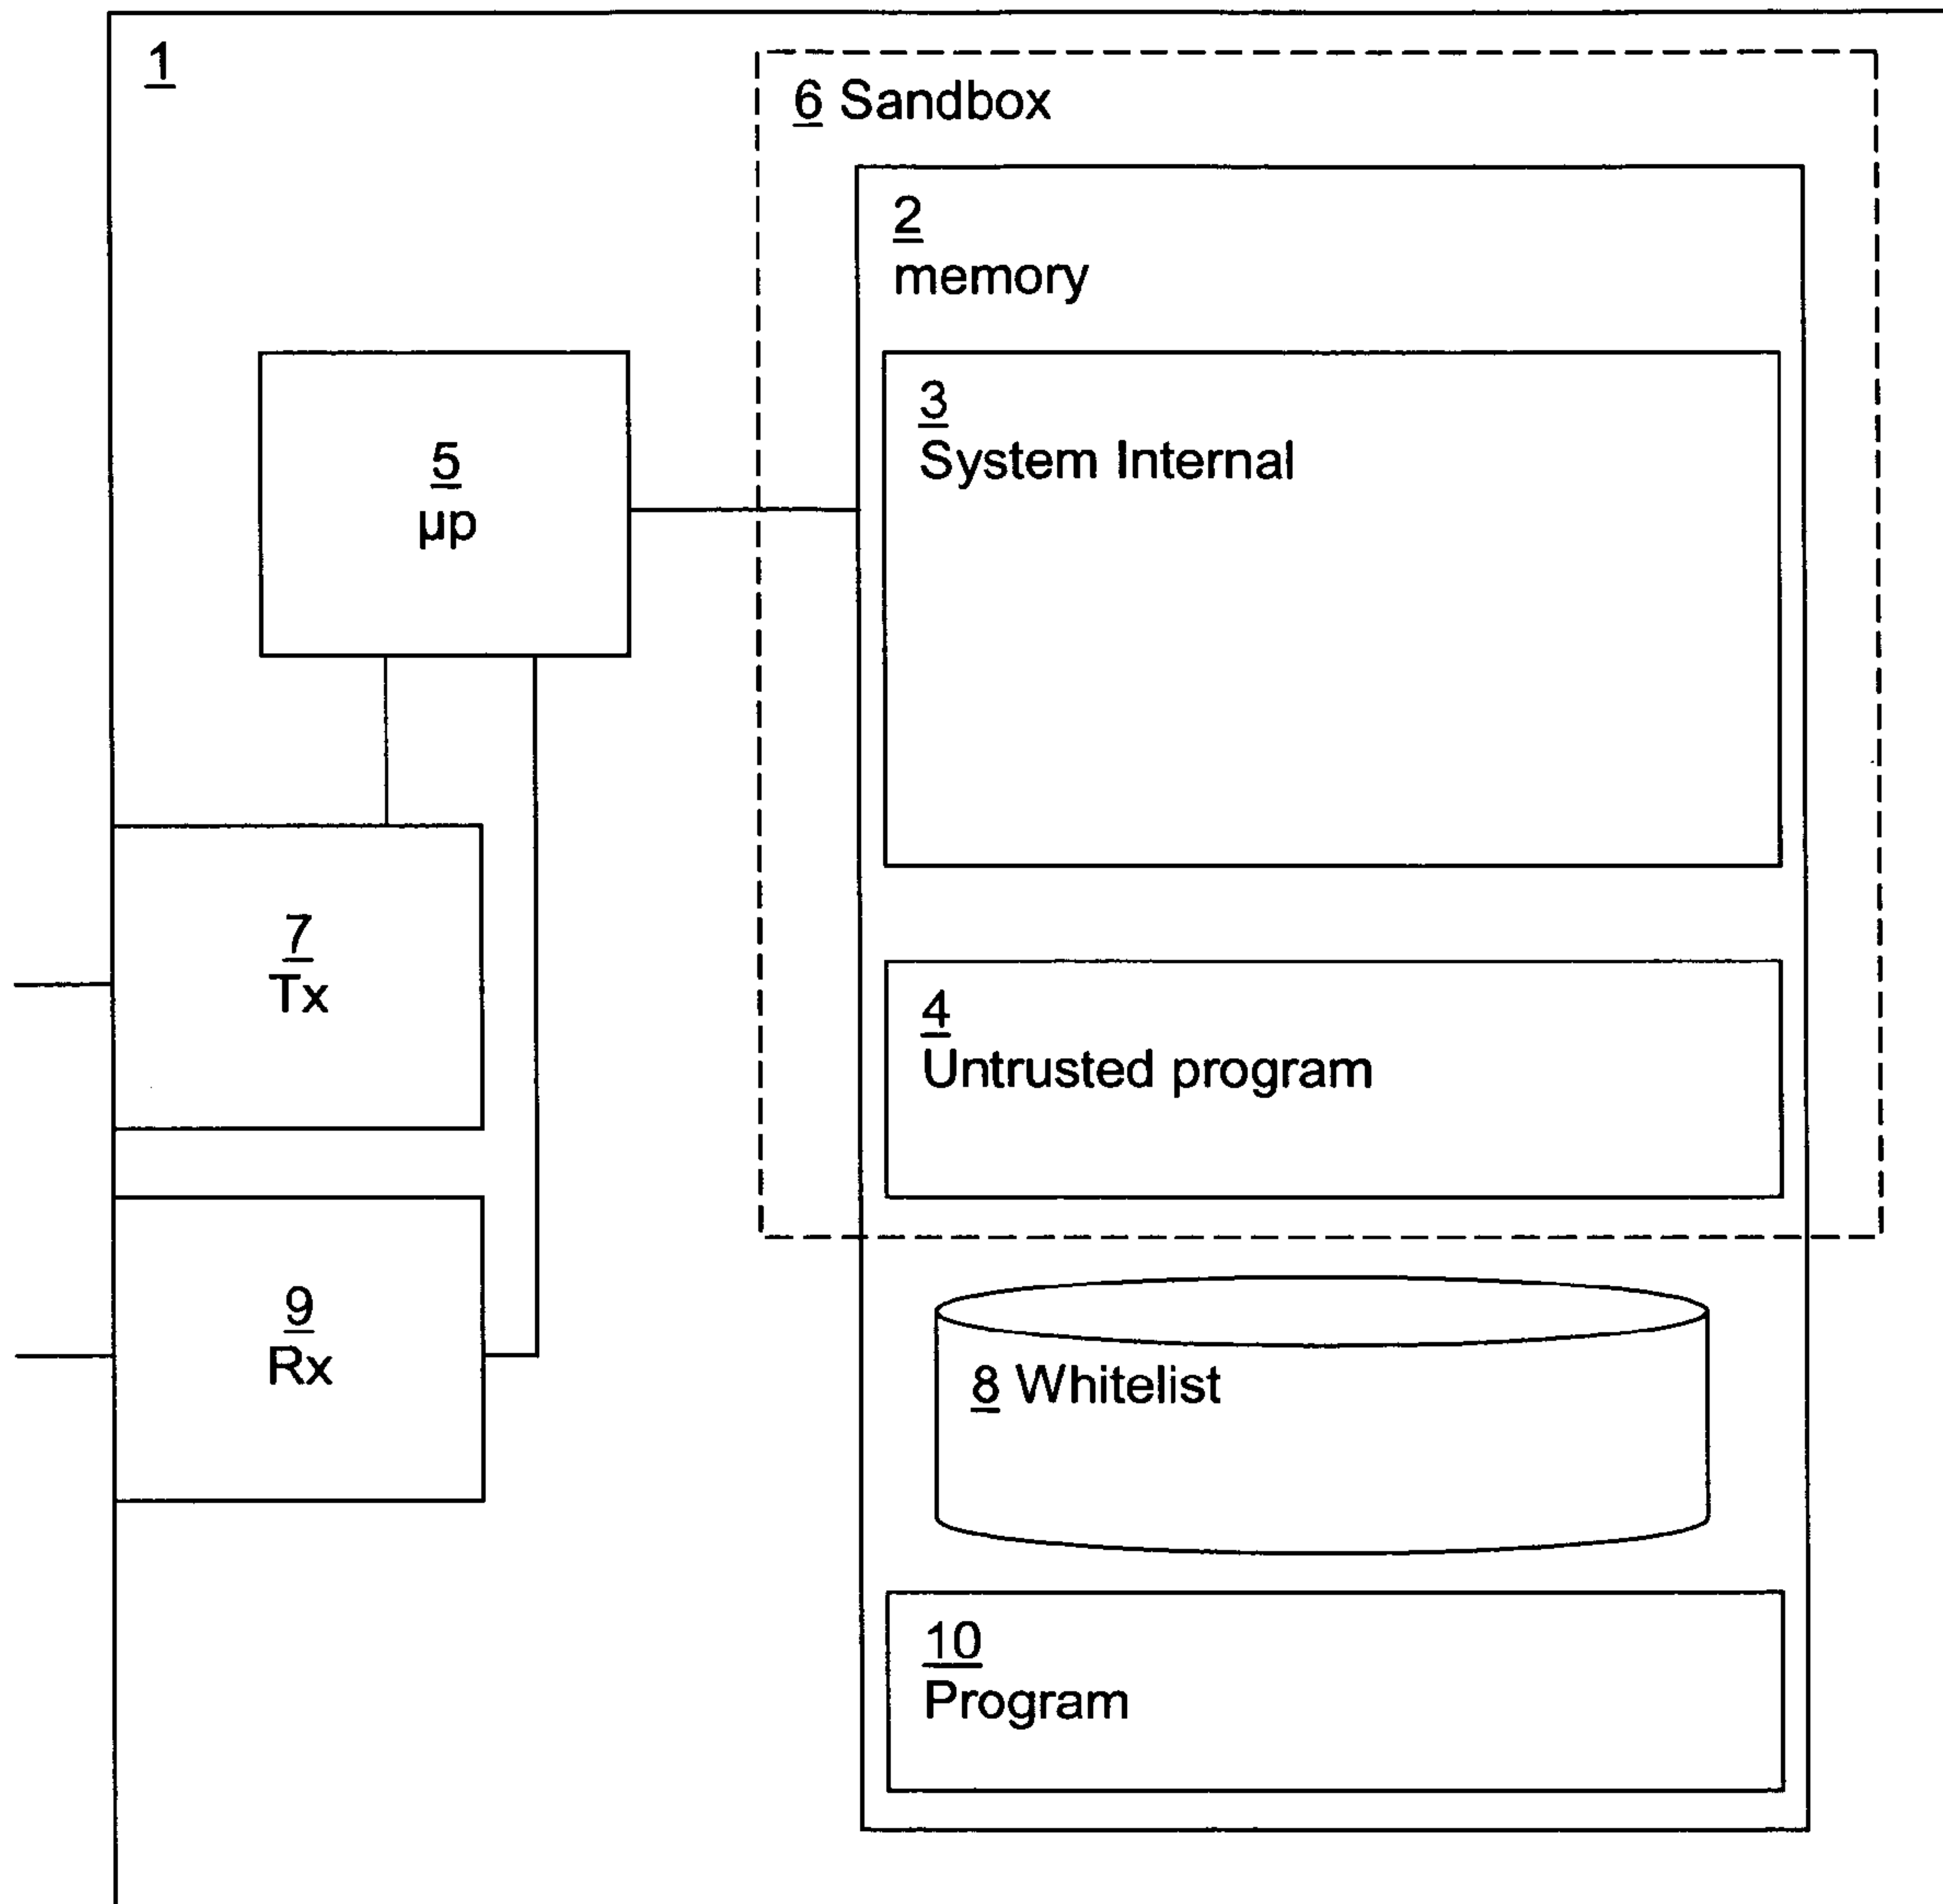 1
6 Sandbox
2
memory
3
System Internal
5
µp
7
Tx
4
Untrusted program
9
Rx
8 Whitelist
10
Program